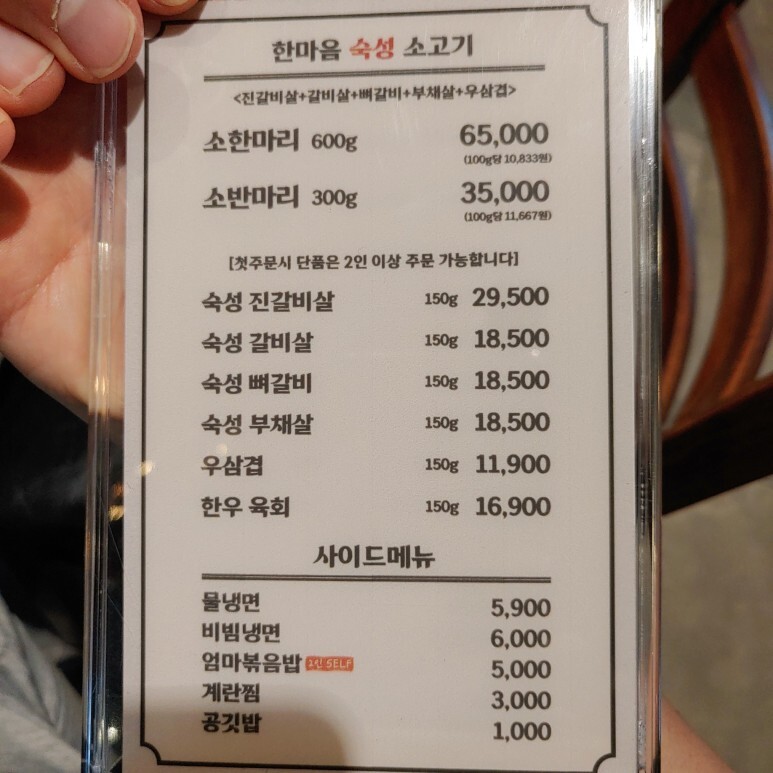 한마음 숙성 소고기
<진갈비살+갈비살+뼈갈비+부채살+우삼겹>
소한마리 600g 65,000
(100g당 10,833원)
소반마리 300g 35,000
(100g당 11,667원)
[첫주문시 단품은 2인 이상 주문 가능합니다]
숙성 진갈비살 150g 29,500
숙성 갈비살 150g 18,500
숙성 뼈갈비 150g 18,500
숙성 부채살 150g 18,500
우삼겹 150g 11,900
한우 육회 150g 16,900
사이드메뉴
물냉면 5,900
비빔냉면 6,000
엄마볶음밥 2인 SELF 5,000
계란찜 3,000
공깃밥 1,000